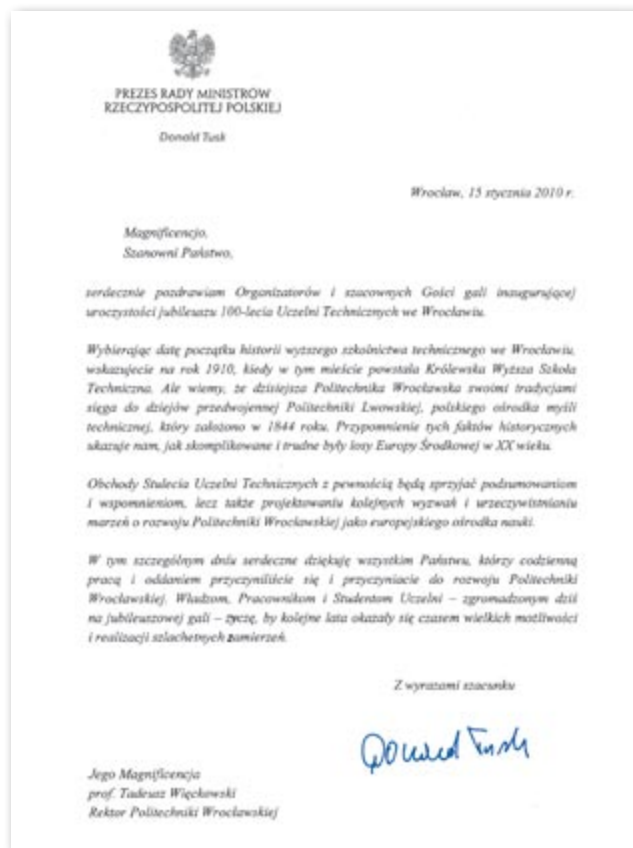 PREZES RADY MINISTRÓW
RZECZYPOSPOLITEJ POLSKIEJ
Donald Tusk
Wrocław, 15 stycznia 2010 r.
Magnificencjo,
Szanowni Państwo,
serdecznie pozdrawiam Organizatorów i szacownych Gości gali inaugurującej
uroczystości jubileuszu 100-lecia Uczelni Technicznych we Wrocławiu.
Wybierając datę początku historii wyższego szkolnictwa technicznego we Wrocławiu,
wskazujecie na rok 1910, kiedy w tym mieście powstała Królewska Wyższa Szkoła
Techniczna. Ale wiemy, że dzisiejsza Politechnika Wrocławska swoimi tradycjami
sięga do dziejów przedwojennej Politechniki Lwowskiej, polskiego ośrodka myśli
technicznej, który założono w 1844 roku. Przypomnienie tych faktów historycznych
ukazuje nam, jak skomplikowane i trudne były losy Europy Środkowej w XX wieku.
Obchody Stulecia Uczelni Technicznych z pewnością będą sprzyjać podsumowaniom
i wspomnieniom, lecz także projektowaniu kolejnych wyzwań i urzeczywistnianiu
marzeń o rozwoju Politechniki Wrocławskiej jako europejskiego ośrodka nauki.
W tym szczególnym dniu serdeczne dziękuję wszystkim Państwu, którzy codzienną
pracą i oddaniem przyczyniliście się i przyczyniacie do rozwoju Politechniki
Wrocławskiej. Władzom, Pracownikom i Studentom Uczelni – zgromadzonym dziś
na jubileuszowej gali – życzę, by kolejne lata okazały się czasem wielkich możliwości
i realizacji szlachetnych zamierzeń.
Z wyrazami szacunku
Donald Tusk
Jego Magnificencja
prof. Tadeusz Więckowski
Rektor Politechniki Wrocławskiej